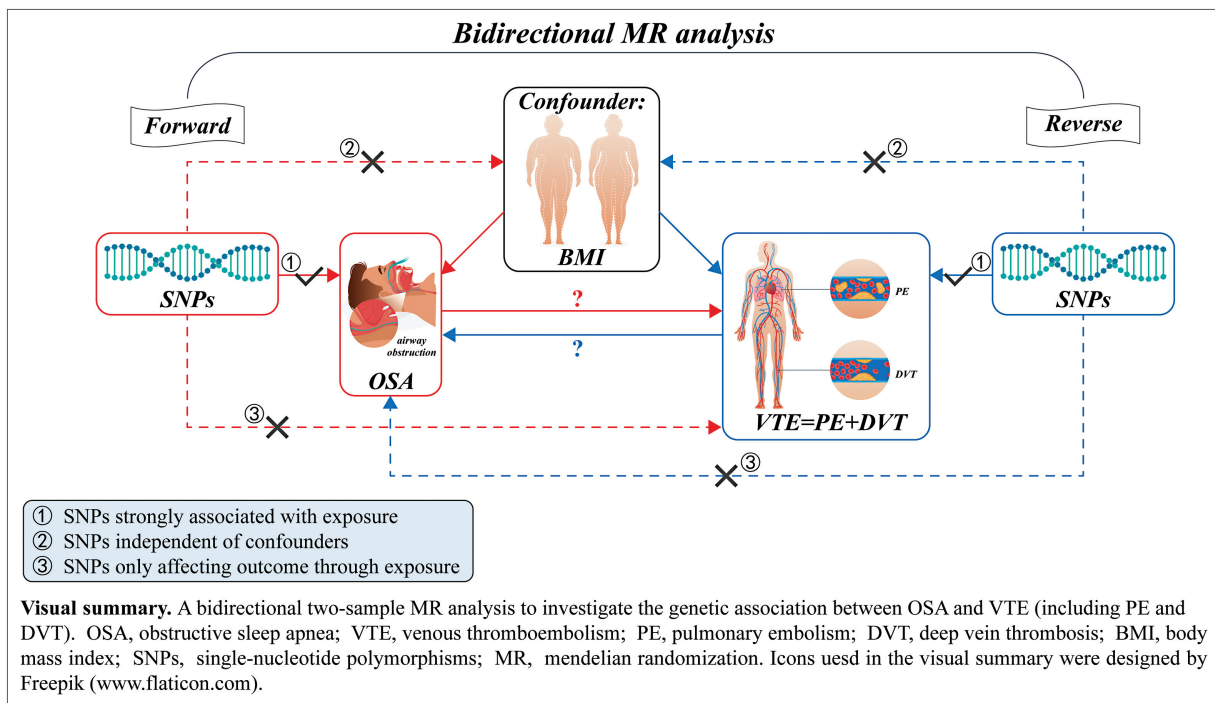 Bidirectional MR analysis
Forward
Confounder:
BMI
Reverse
②
②
SNPs
①
airway
obstruction
OSA
?
?
PE
DVT
VTE=PE+DVT
①
SNPs
③
③
① SNPs strongly associated with exposure
② SNPs independent of confounders
③ SNPs only affecting outcome through exposure
Visual summary. A bidirectional two-sample MR analysis to investigate the genetic association between OSA and VTE (including PE and
DVT). OSA, obstructive sleep apnea; VTE, venous thromboembolism; PE, pulmonary embolism; DVT, deep vein thrombosis; BMI, body
mass index; SNPs, single-nucleotide polymorphisms; MR, mendelian randomization. Icons uesd in the visual summary were designed by
Freepik (www.flaticon.com).